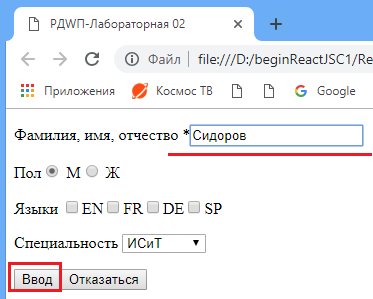 РДWП-Лабораторная 02
Файл | file:///D:/beginReactJSC1/Re
Приложения Космос ТВ Google
Фамилия, имя, отчество *Сидоров
Пол М Ж
Языки EN FR DE SP
Специальность ИСиТ
Ввод Отказаться